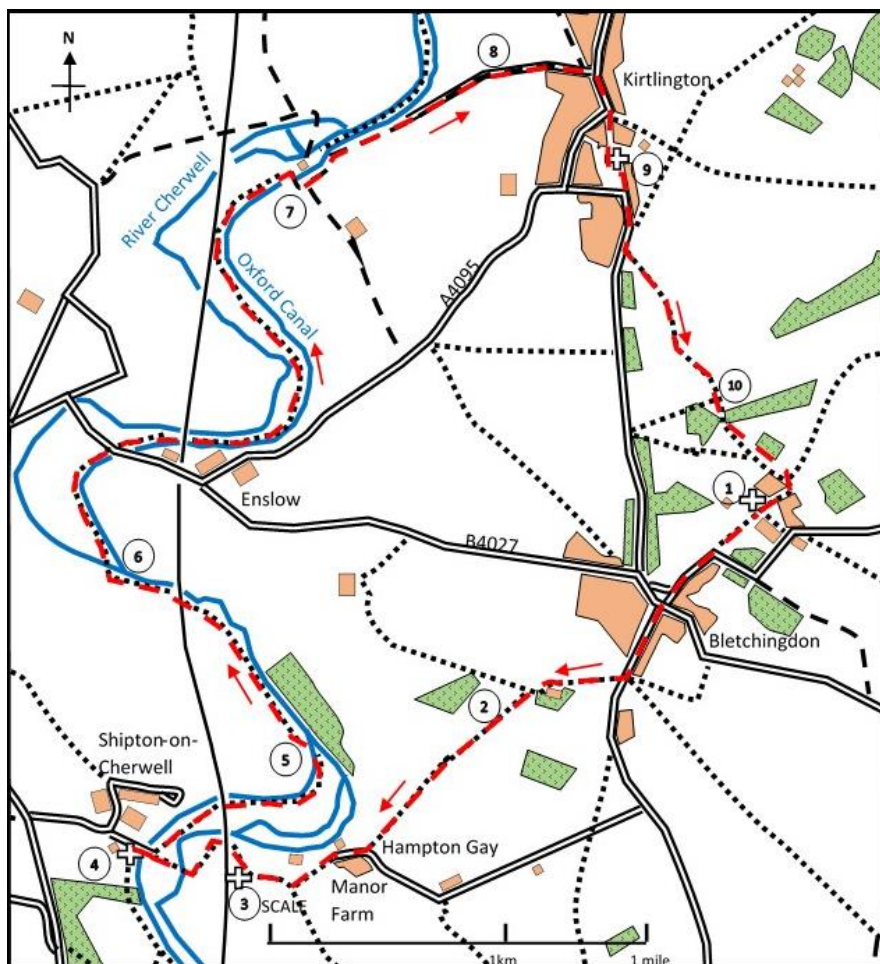 N
8
Kirtlington
9
River Cherwell
7
Oxford Canal
A4095
10
1
Enslow
6
B4027
Bletchingdon
2
Shipton-on-
Cherwell
5
Hampton Gay
4
3
SCALE
Manor
Farm
1km
1 mile